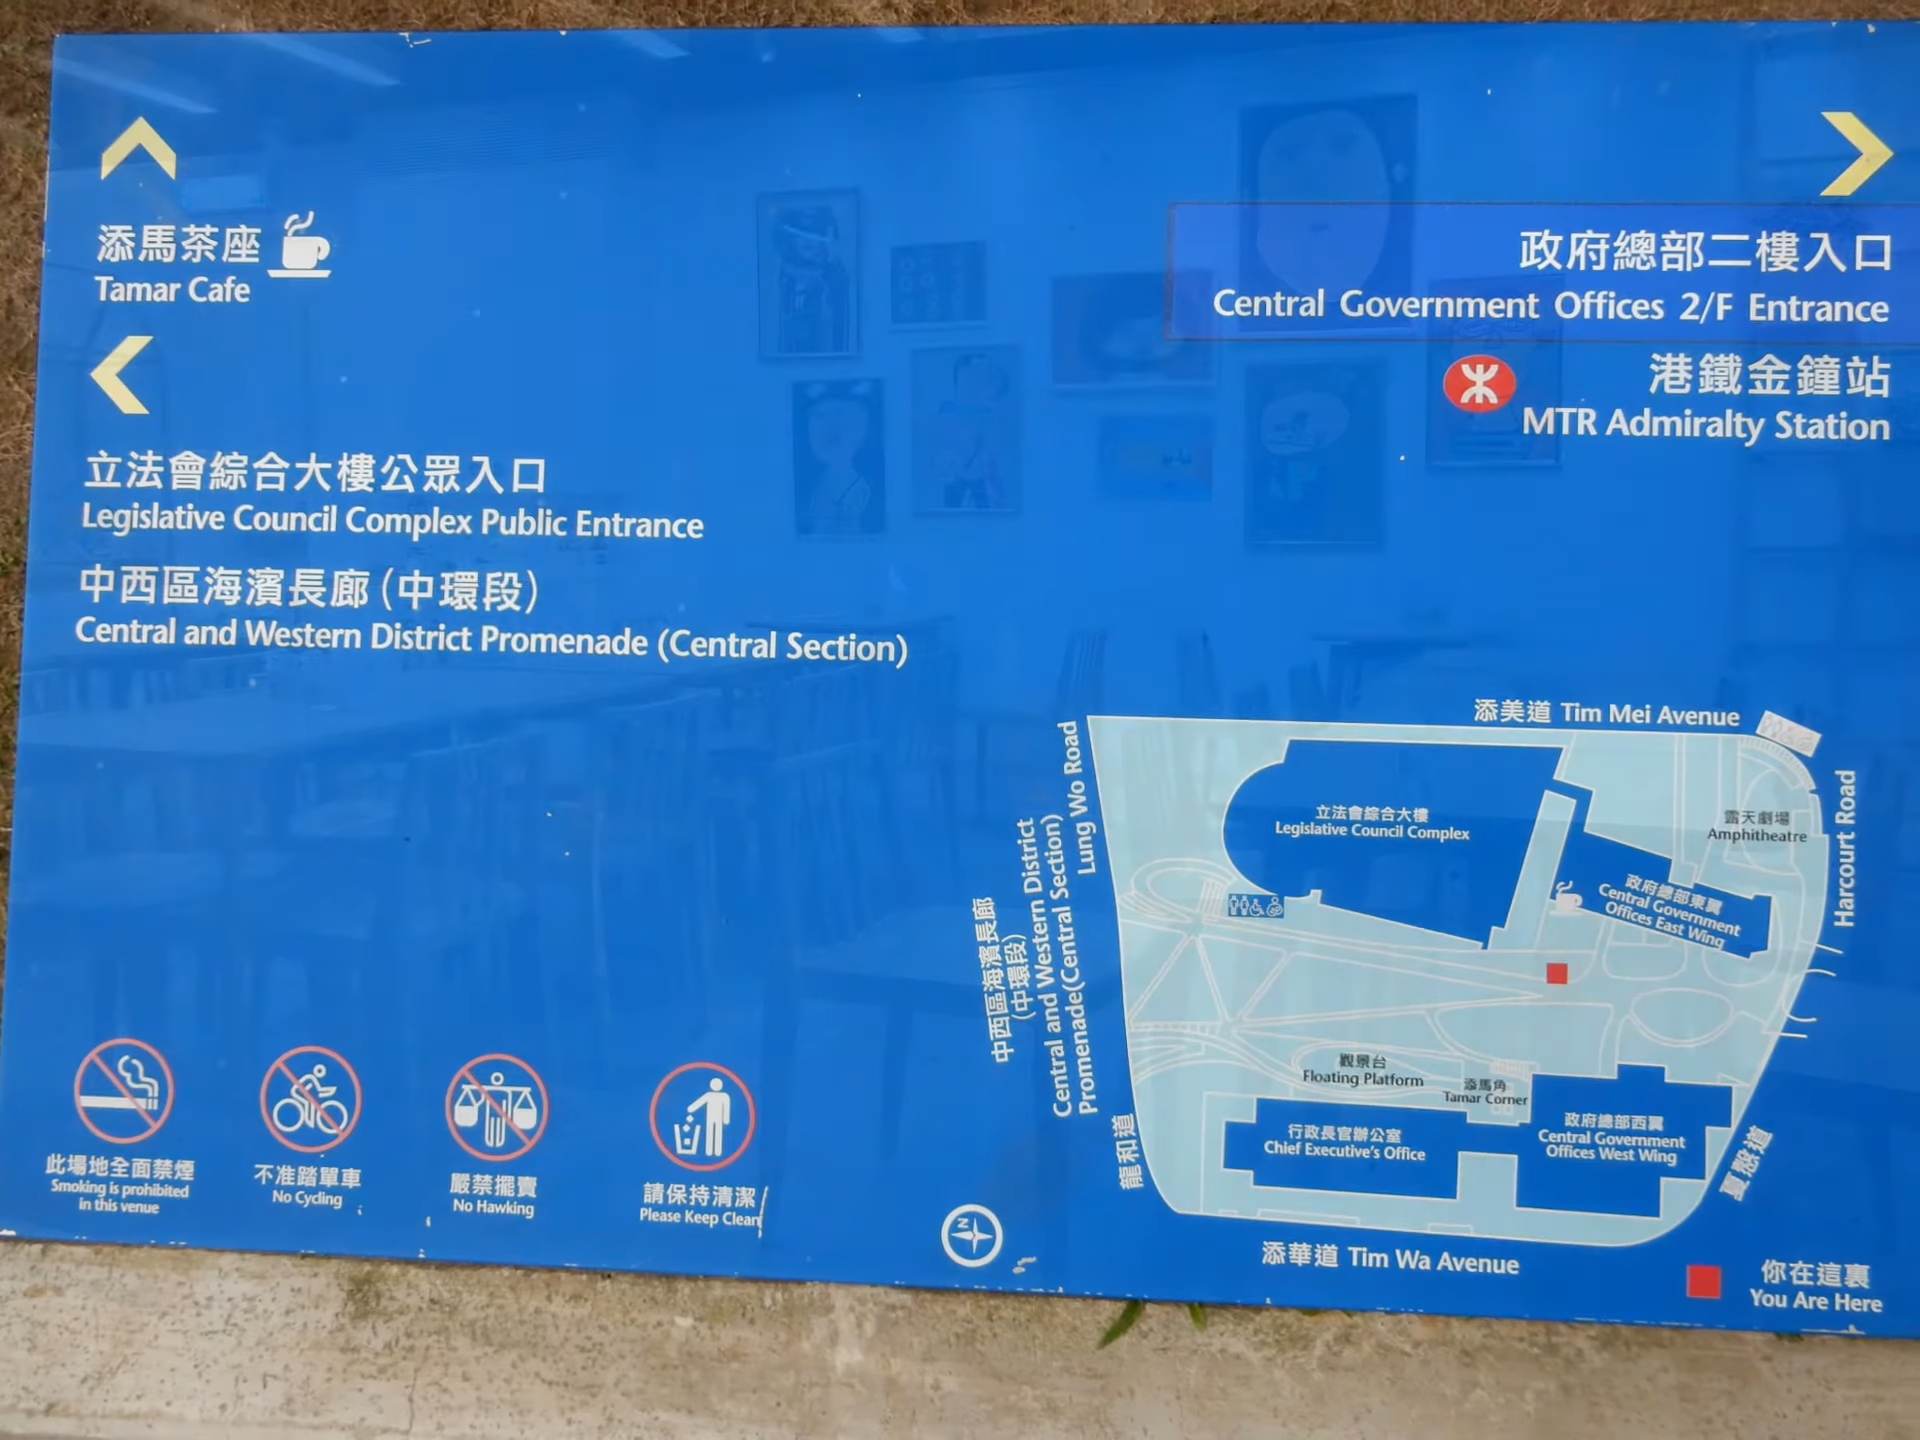 添馬茶座
Tamar Cafe
立法會綜合大樓公眾入口
Legislative Council Complex Public Entrance
中西區海濱長廊(中環段)
Central and Western District Promenade (Central Section)
政府總部二樓入口
Central Government Offices 2/F Entrance
港鐵金鐘站
MTR Admiralty Station
添美道 Tim Mei Avenue
Lung Wo Road
龍和道
中西區海濱長廊
(中環段)
Central and Western District
Promenade(Central Section)
立法會綜合大樓
Legislative Council Complex
露天劇場
Amphitheatre
Harcourt Road
夏慤道
政府總部東翼
Central Government
Offices East Wing
觀景台
Floating Platform
添馬角
Tamar Corner
行政長官辦公室
Chief Executive's Office
政府總部西翼
Central Government
Offices West Wing
添華道 Tim Wa Avenue
N
你在這裏
You Are Here
此場地全面禁煙
Smoking is prohibited
in this venue
不准踏單車
No Cycling
嚴禁擺賣
No Hawking
請保持清潔
Please Keep Clean